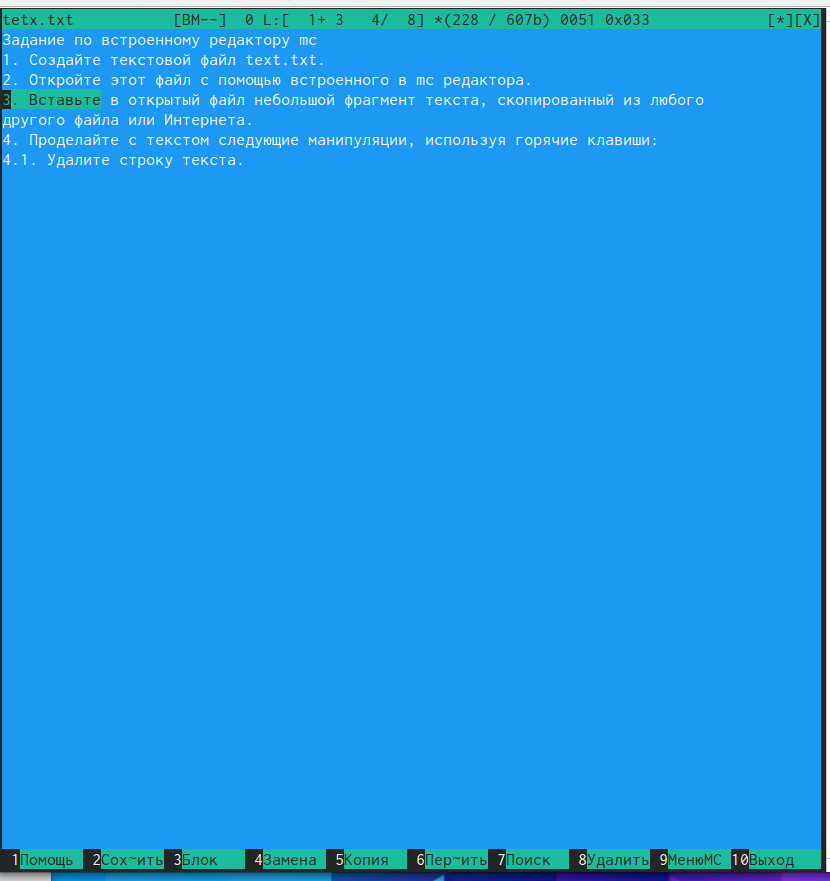 tetx.txt [BM--] 0 L:[ 1+ 3 4/ 8] *(228 / 607b) 0051 0x033 [*][X]
Задание по встроенному редактору mc
1. Создайте текстовой файл text.txt.
2. Откройте этот файл с помощью встроенного в mc редактора.
3. Вставьте в открытый файл небольшой фрагмент текста, скопированный из любого
другого файла или Интернета.
4. Проделайте с текстом следующие манипуляции, используя горячие клавиши:
4.1. Удалите строку текста.
1Помощь 2Сох~ить 3Блок 4Замена 5Копия 6Пер~ить 7Поиск 8Удалить 9МенюMC 10Выход